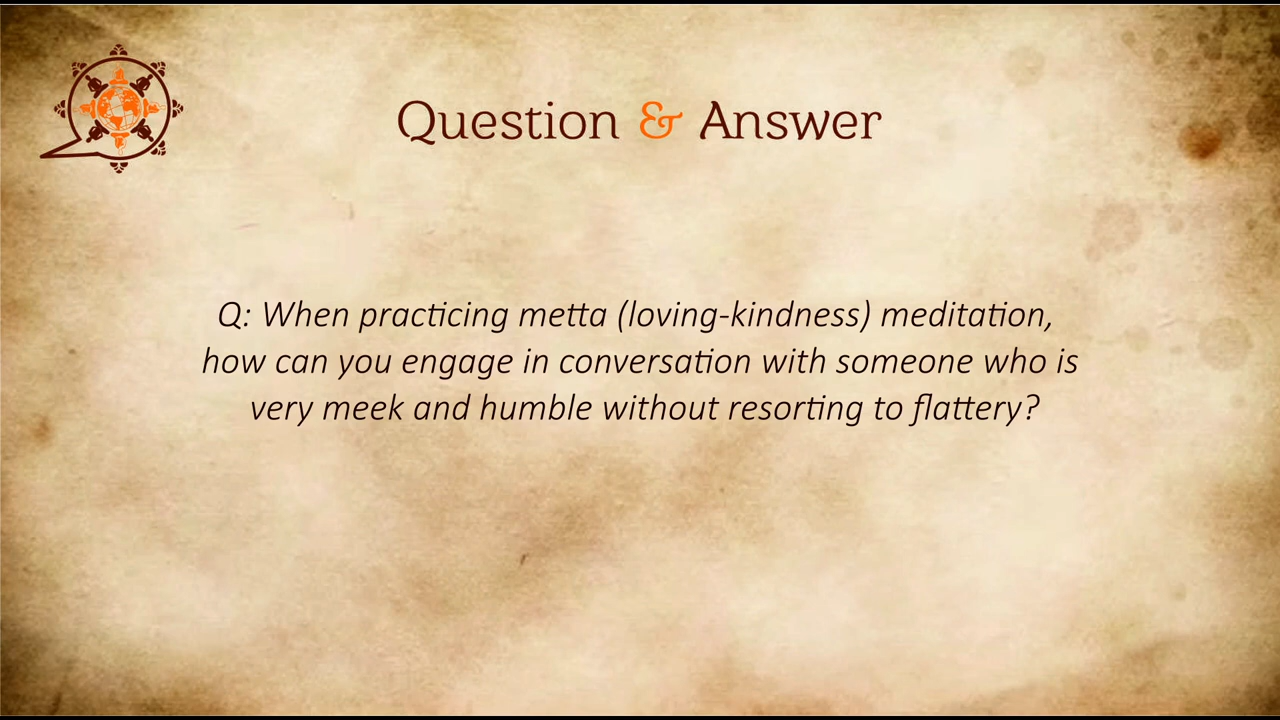 Question & Answer
Q: When practicing metta (loving-kindness) meditation,
how can you engage in conversation with someone who is
very meek and humble without resorting to flattery?